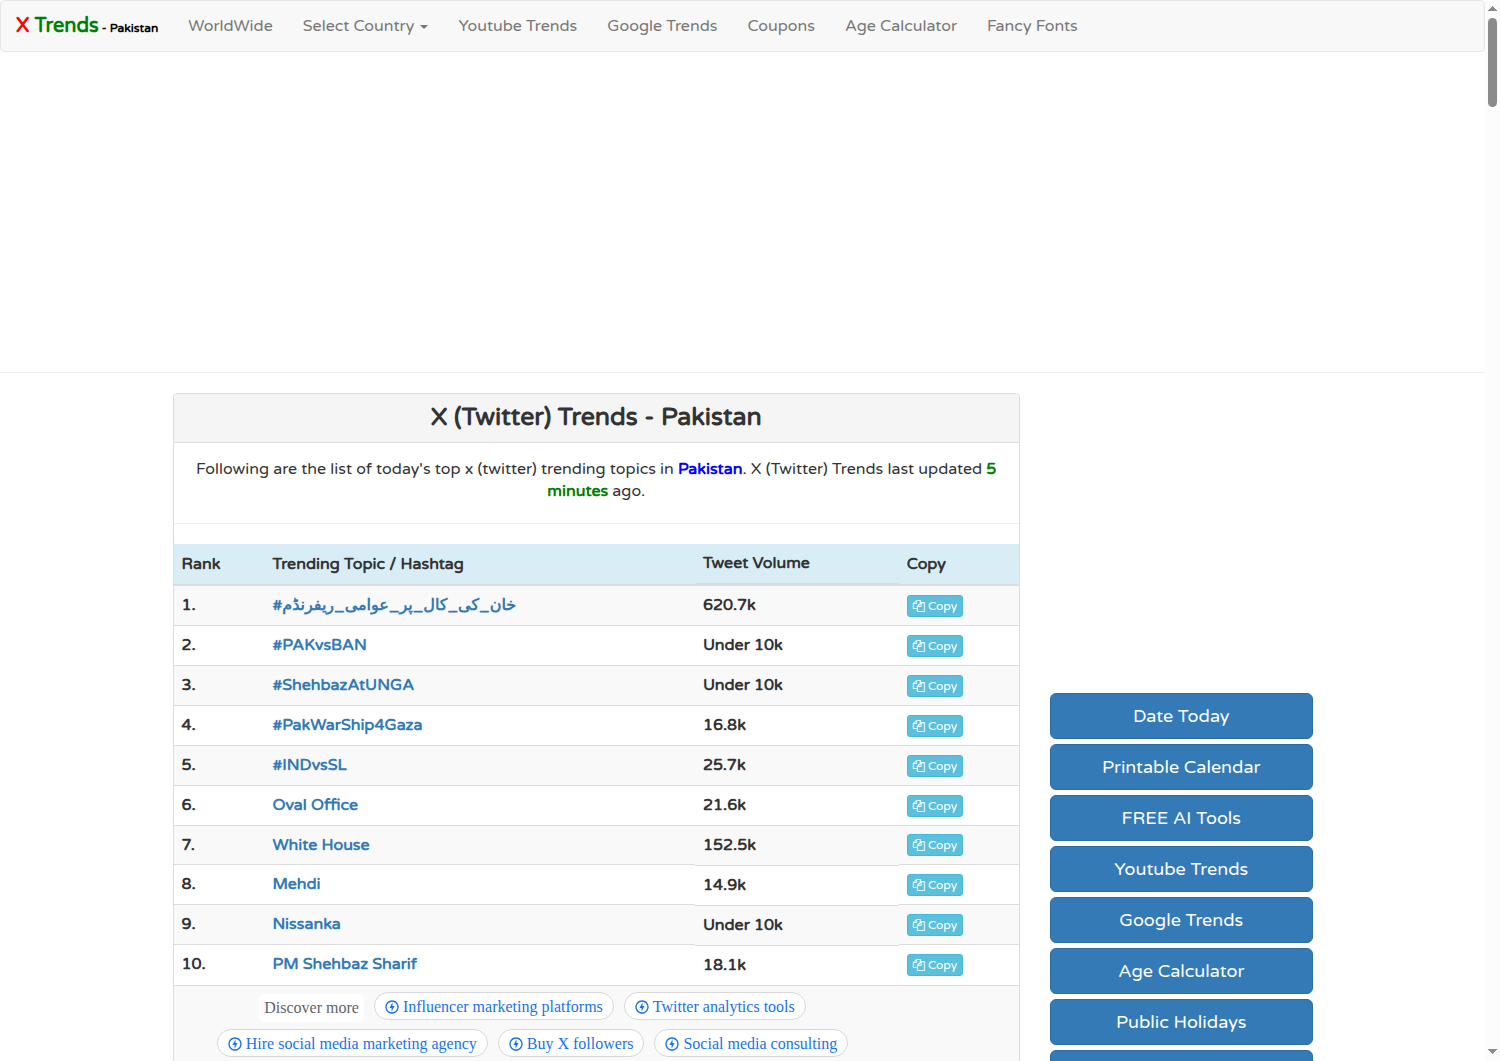 X Trends - Pakistan WorldWide Select Country Youtube Trends Google Trends Coupons Age Calculator Fancy Fonts
X (Twitter) Trends - Pakistan
Following are the list of today's top x (twitter) trending topics in Pakistan. X (Twitter) Trends last updated 5
minutes ago.
Rank Trending Topic / Hashtag Tweet Volume Copy
1. #خان_کی_کال_پر_عوامی_ریفرنڈم 620.7k Copy
2. #PAKvsBAN Under 10k Copy
3. #ShehbazAtUNGA Under 10k Copy
4. #PakWarShip4Gaza 16.8k Copy
5. #INDvsSL 25.7k Copy
6. Oval Office 21.6k Copy
7. White House 152.5k Copy
8. Mehdi 14.9k Copy
9. Nissanka Under 10k Copy
10. PM Shehbaz Sharif 18.1k Copy
Discover more Influencer marketing platforms Twitter analytics tools
Hire social media marketing agency Buy X followers Social media consulting
Date Today
Printable Calendar
FREE AI Tools
Youtube Trends
Google Trends
Age Calculator
Public Holidays